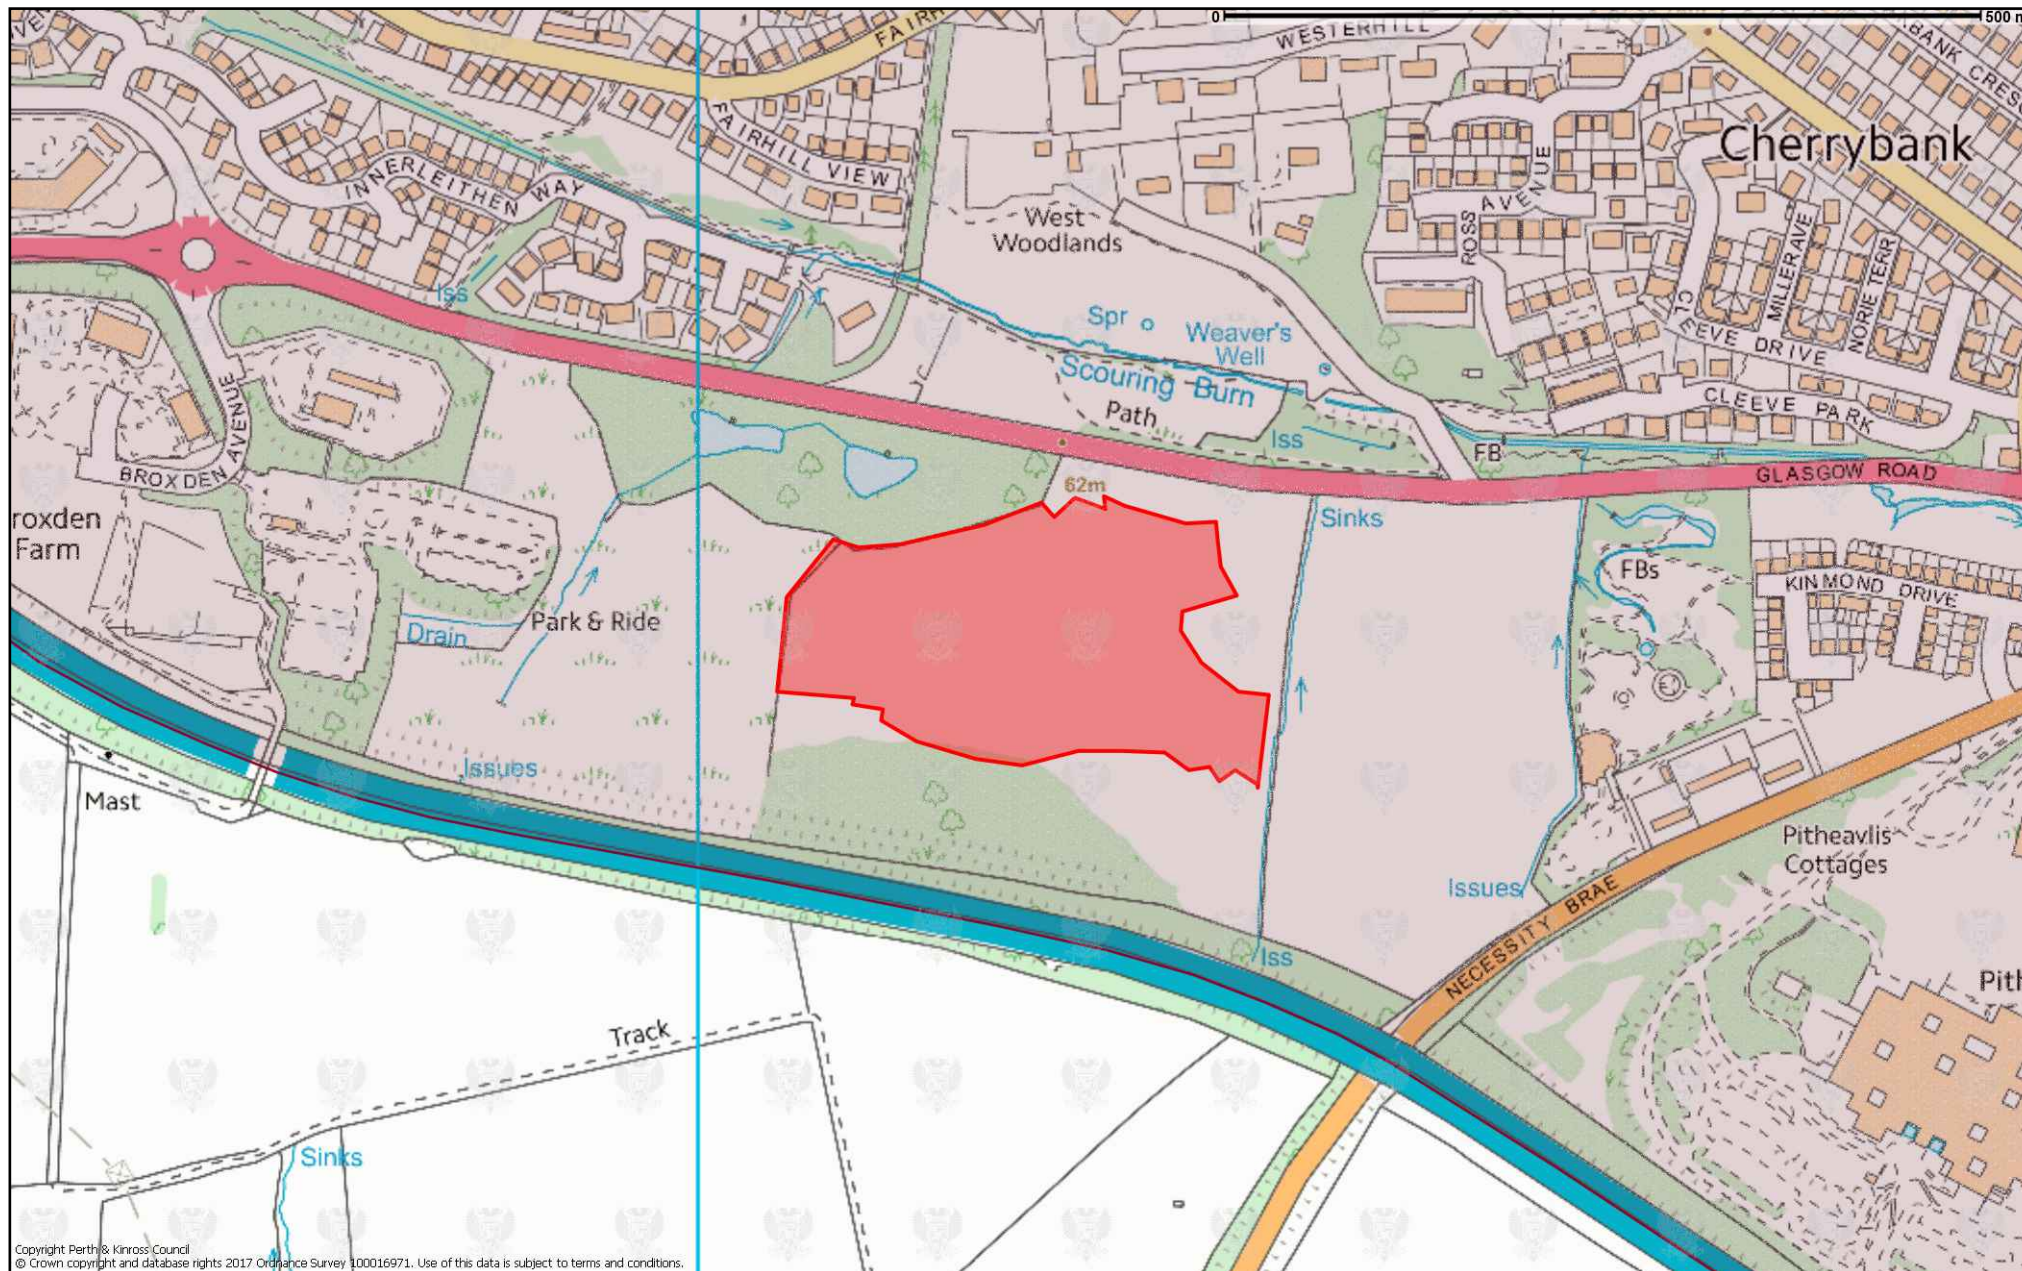 0
500 m
FAIRH
WESTERHILL
RBANK CRESC
Cherrybank
FAIRHILL VIEW
INNERLEITHEN WAY
West
Woodlands
ROSS
AVENUE
MILLER AVE
NORIE TERR
CLEEVE DRIVE
Iss
Spr
Weaver's
Well
Scouring Burn
Path
Iss
FB
CLEEVE PARK
GLASGOW ROAD
BROXDEN AVENUE
roxden
Farm
62m
Sinks
FBs
KINMOND DRIVE
Drain
Park & Ride
Issues
Mast
Pitheavlis
Cottages
Issues
NECESSITY BRAE
Iss
Pith
Track
Sinks
Copyright Perth & Kinross Council
© Crown copyright and database rights 2017 Ordnance Survey 100016971. Use of this data is subject to terms and conditions.